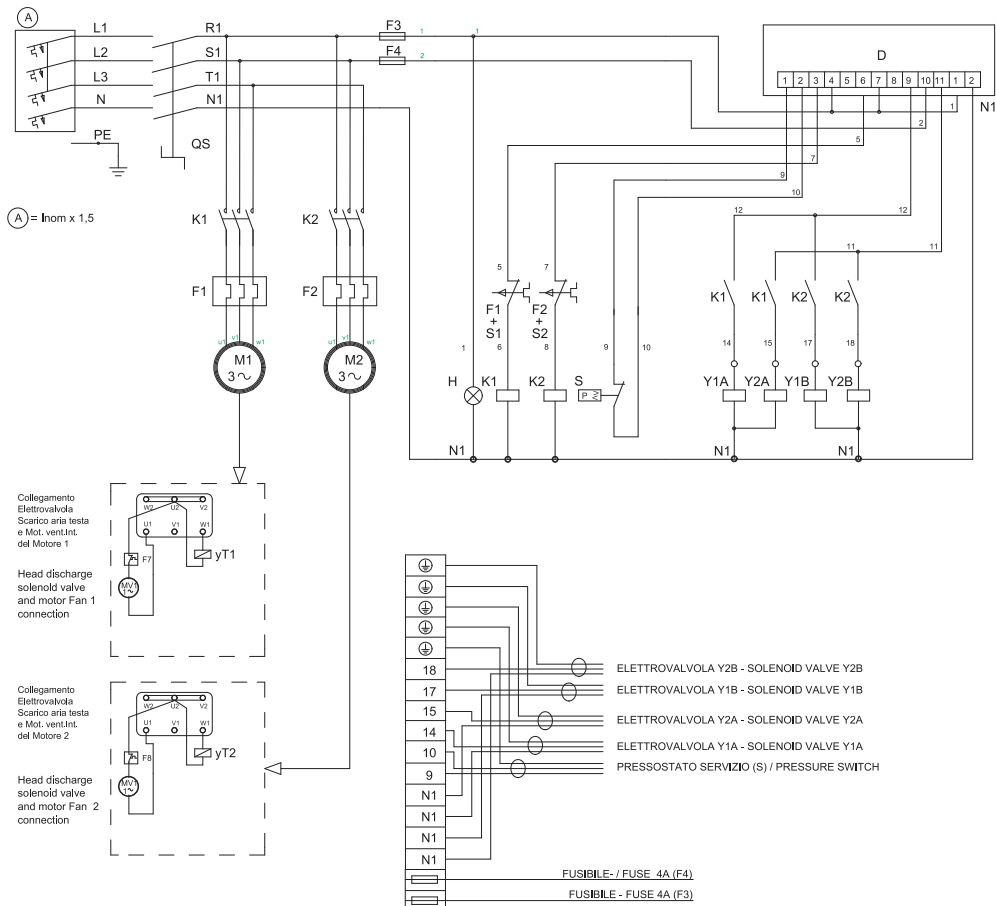 A
L1 R1 F3 1 1
L2 S1 F4 2 D
L3 T1 1 2 3 4 5 6 7 8 9 10 11 1 2
N N1 1 N1
PE QS 2
5
7
9
10
A = Inom x 1,5
K1 K2 12 12
11 11
5 7
F1 F2 F1 + S1 F2 + S2 K1 K1 K2 K2
u1 v1 w1 u1 v1 w1
1 6 8 9 10 14 15 17 18
M1 3~ M2 3~
H K1 K2 S P Y1A Y2A Y1B Y2B
N1 N1 N1
Collegamento
Elettrovalvola
Scarico aria testa
e Mot. vent.Int.
del Motore 1
Head discharge
solenoid valve
and motor Fan 1
connection
W2 U2 V2
U1 V1 W1
F7 yT1
MV1 1~
Collegamento
Elettrovalvola
Scarico aria testa
e Mot. vent.Int.
del Motore 2
Head discharge
solenoid valve
and motor Fan 2
connection
W2 U2 V2
U1 V1 W1
F8 yT2
MV1 1~
18 ELETTROVALVOLA Y2B - SOLENOID VALVE Y2B
17 ELETTROVALVOLA Y1B - SOLENOID VALVE Y1B
15 ELETTROVALVOLA Y2A - SOLENOID VALVE Y2A
14 ELETTROVALVOLA Y1A - SOLENOID VALVE Y1A
10 PRESSOSTATO SERVIZIO (S) / PRESSURE SWITCH
9
N1
N1
N1
N1
FUSIBILE- / FUSE 4A (F4)
FUSIBILE - FUSE 4A (F3)